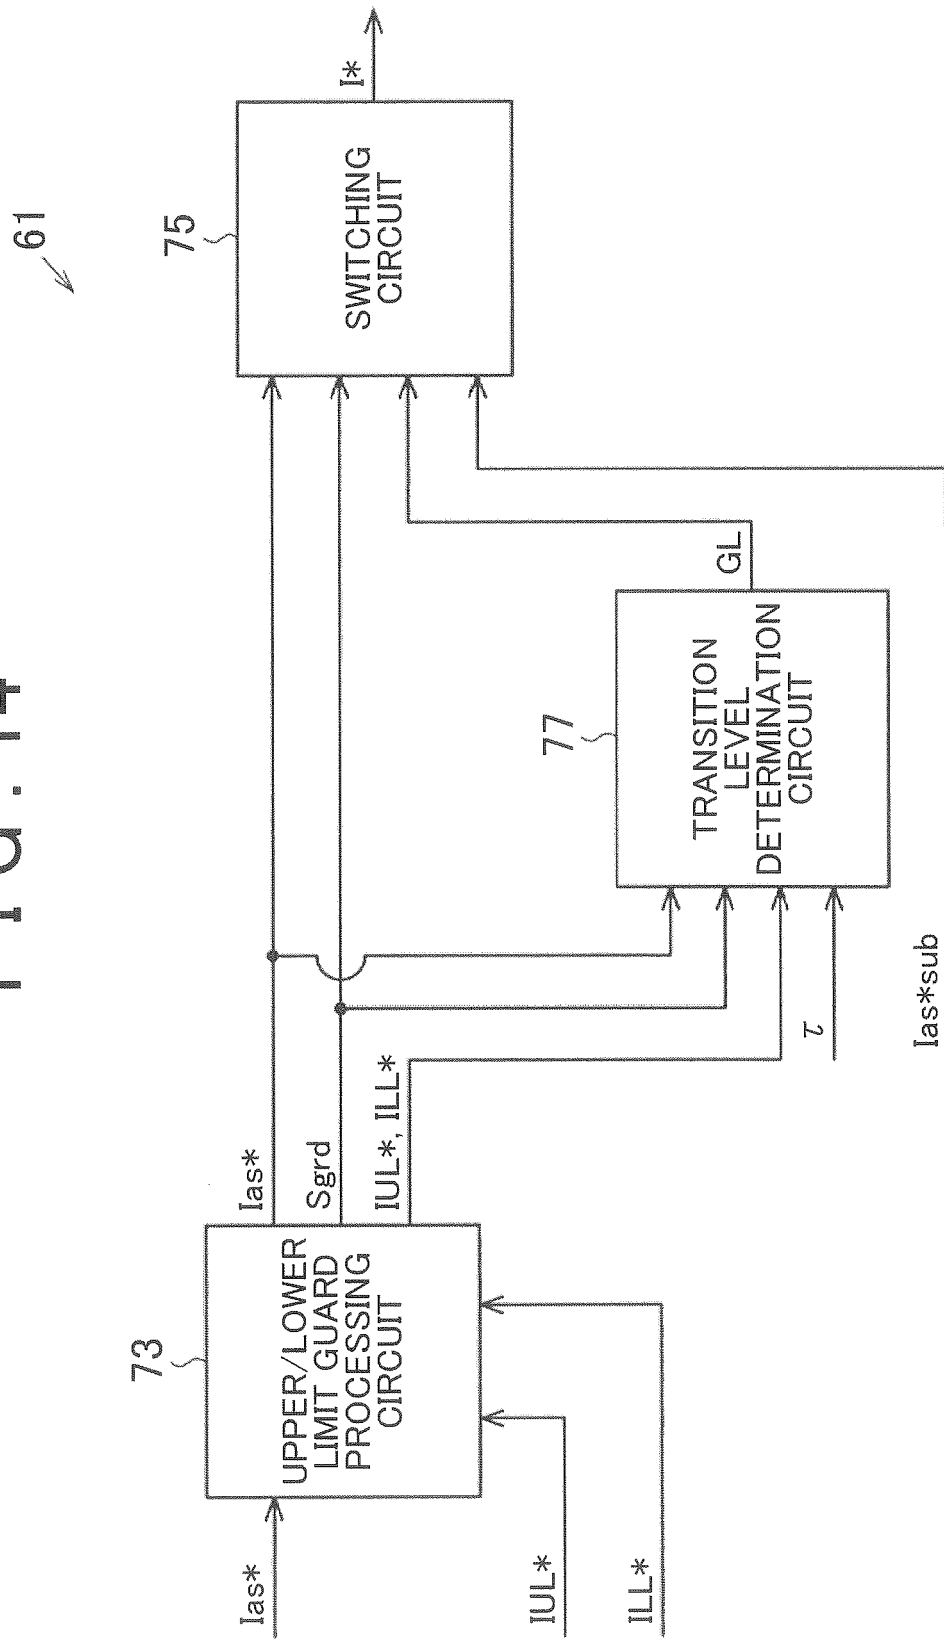 61
Ias*
IUL*
ILL*
73
UPPER/LOWER
LIMIT GUARD
PROCESSING
CIRCUIT
Ias*
Sgrd
IUL*, ILL*
τ
Ias*sub
77
TRANSITION
LEVEL
DETERMINATION
CIRCUIT
GL
75
SWITCHING
CIRCUIT
I*